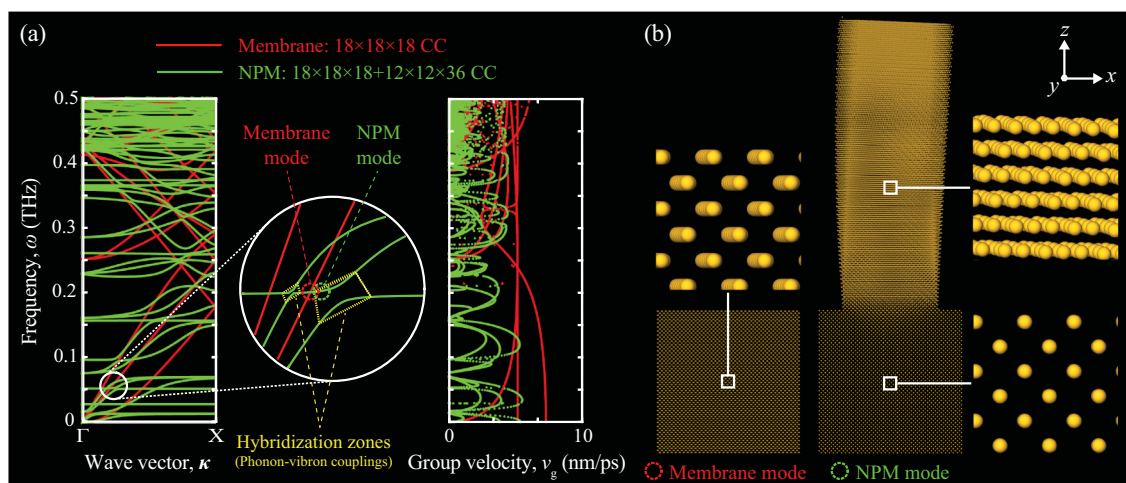 (a)
Membrane: 18×18×18 CC
NPM: 18×18×18+12×12×36 CC
Frequency, ω (THz)
0.5
0.4
0.3
0.2
0.1
0
Γ
X
Wave vector, κ
Membrane
mode
NPM
mode
Hybridization zones
(Phonon-vibron couplings)
0
10
Group velocity, vg (nm/ps)
(b)
z
y
x
Membrane mode
NPM mode